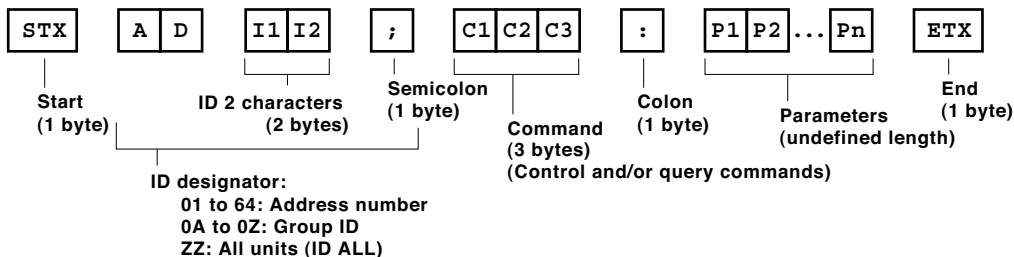 STX A D I1 I2 ; C1 C2 C3 : P1 P2 ... Pn ETX
Start
(1 byte)
ID 2 characters
(2 bytes)
Semicolon
(1 byte)
Command
(3 bytes)
(Control and/or query commands)
Colon
(1 byte)
Parameters
(undefined length)
End
(1 byte)
ID designator:
01 to 64: Address number
0A to 0Z: Group ID
ZZ: All units (ID ALL)